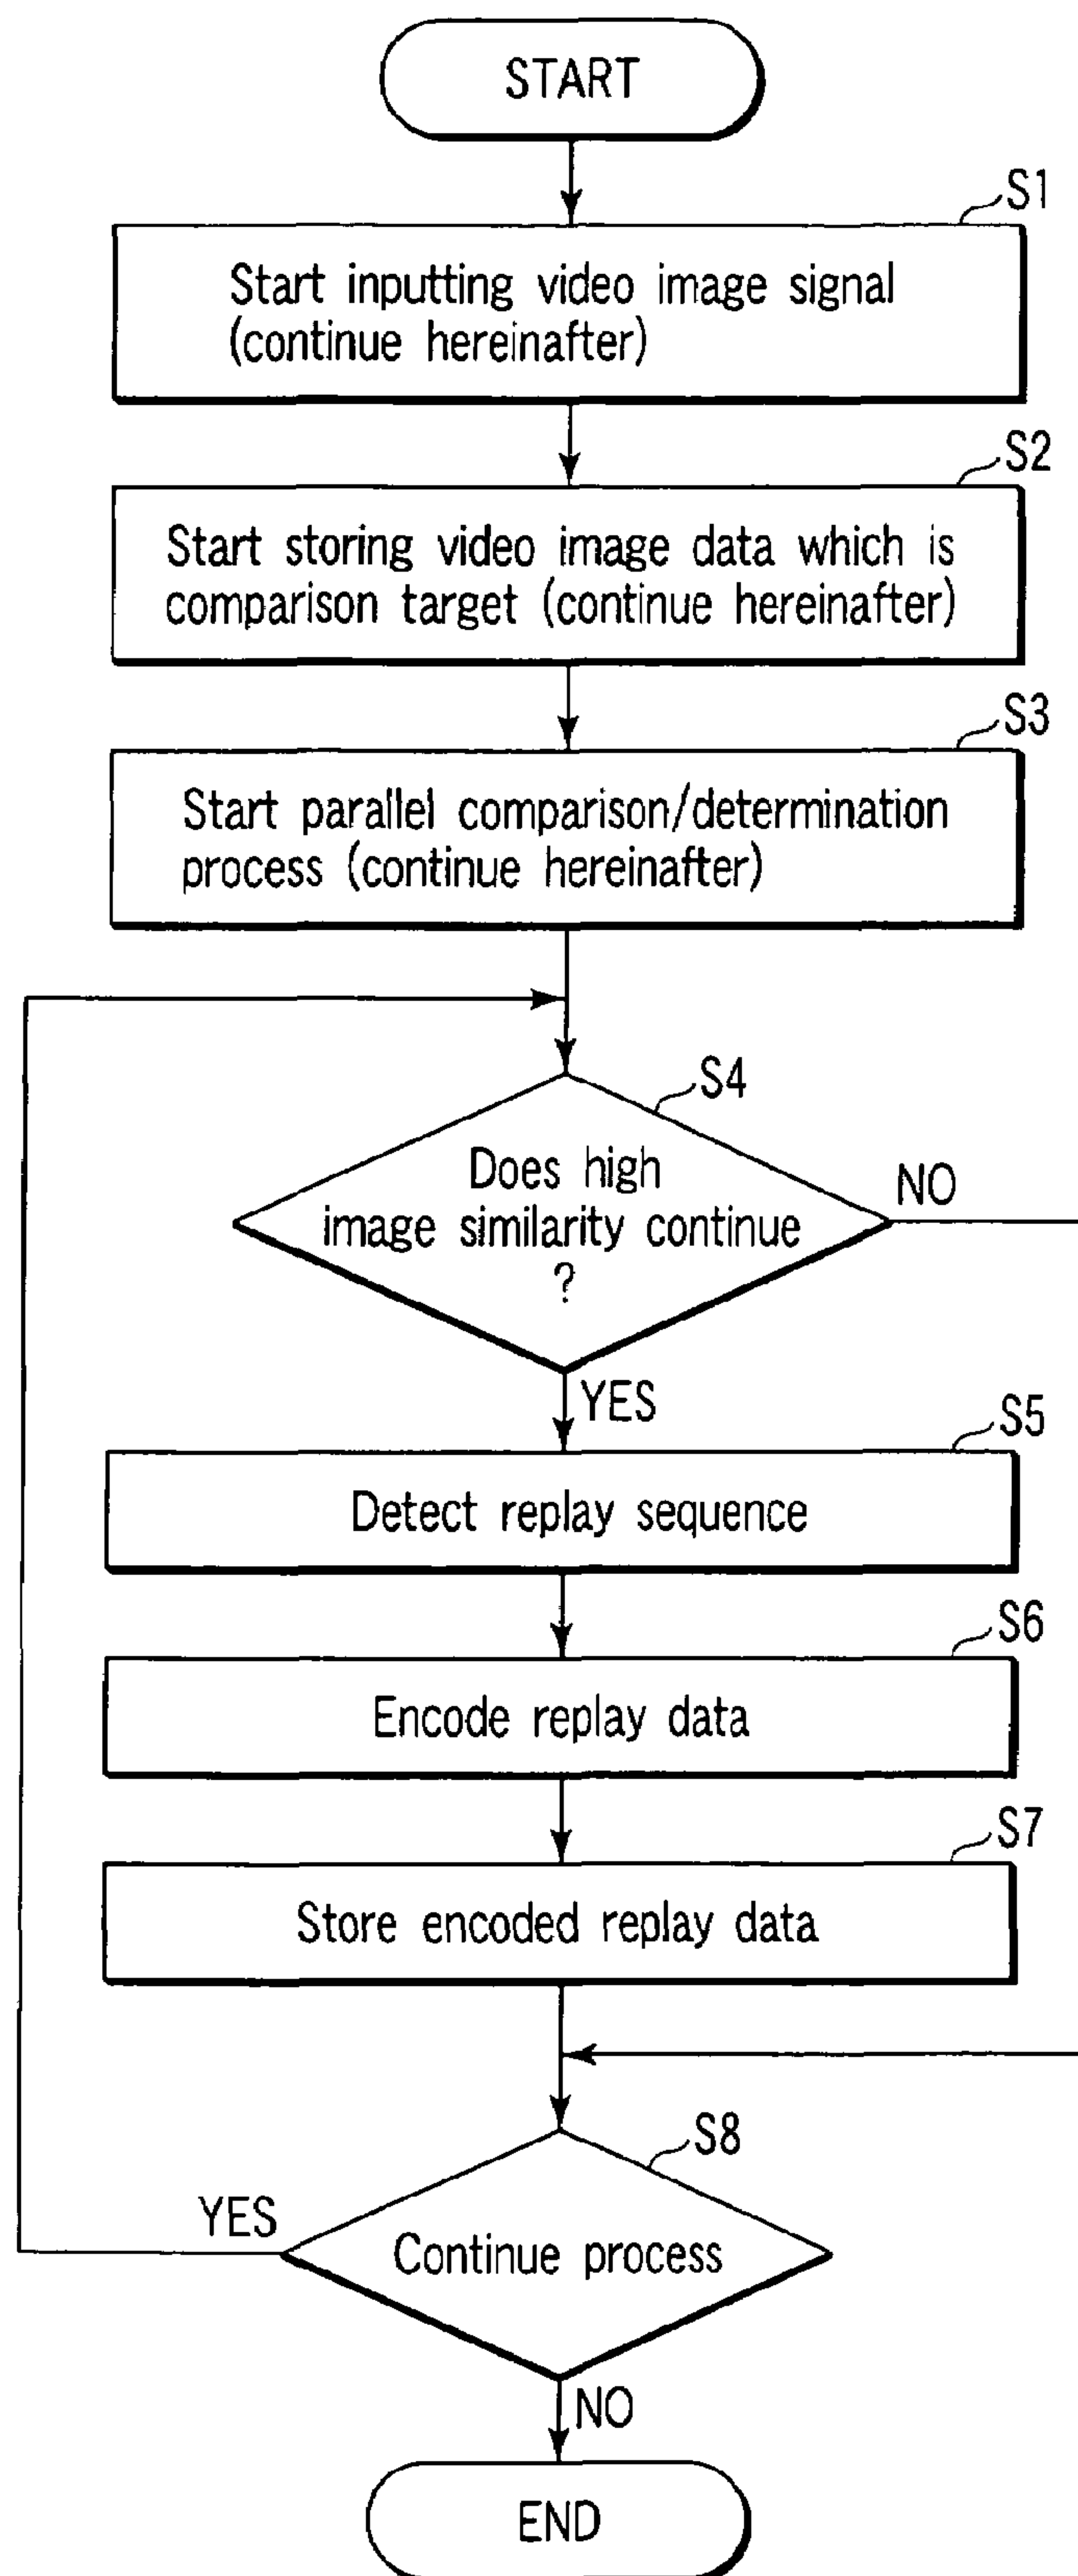 START
S1
Start inputting video image signal
(continue hereinafter)
S2
Start storing video image data which is
comparison target (continue hereinafter)
S3
Start parallel comparison/determination
process (continue hereinafter)
S4
Does high
image similarity continue
?
NO
YES
S5
Detect replay sequence
S6
Encode replay data
S7
Store encoded replay data
S8
YES
Continue process
NO
END